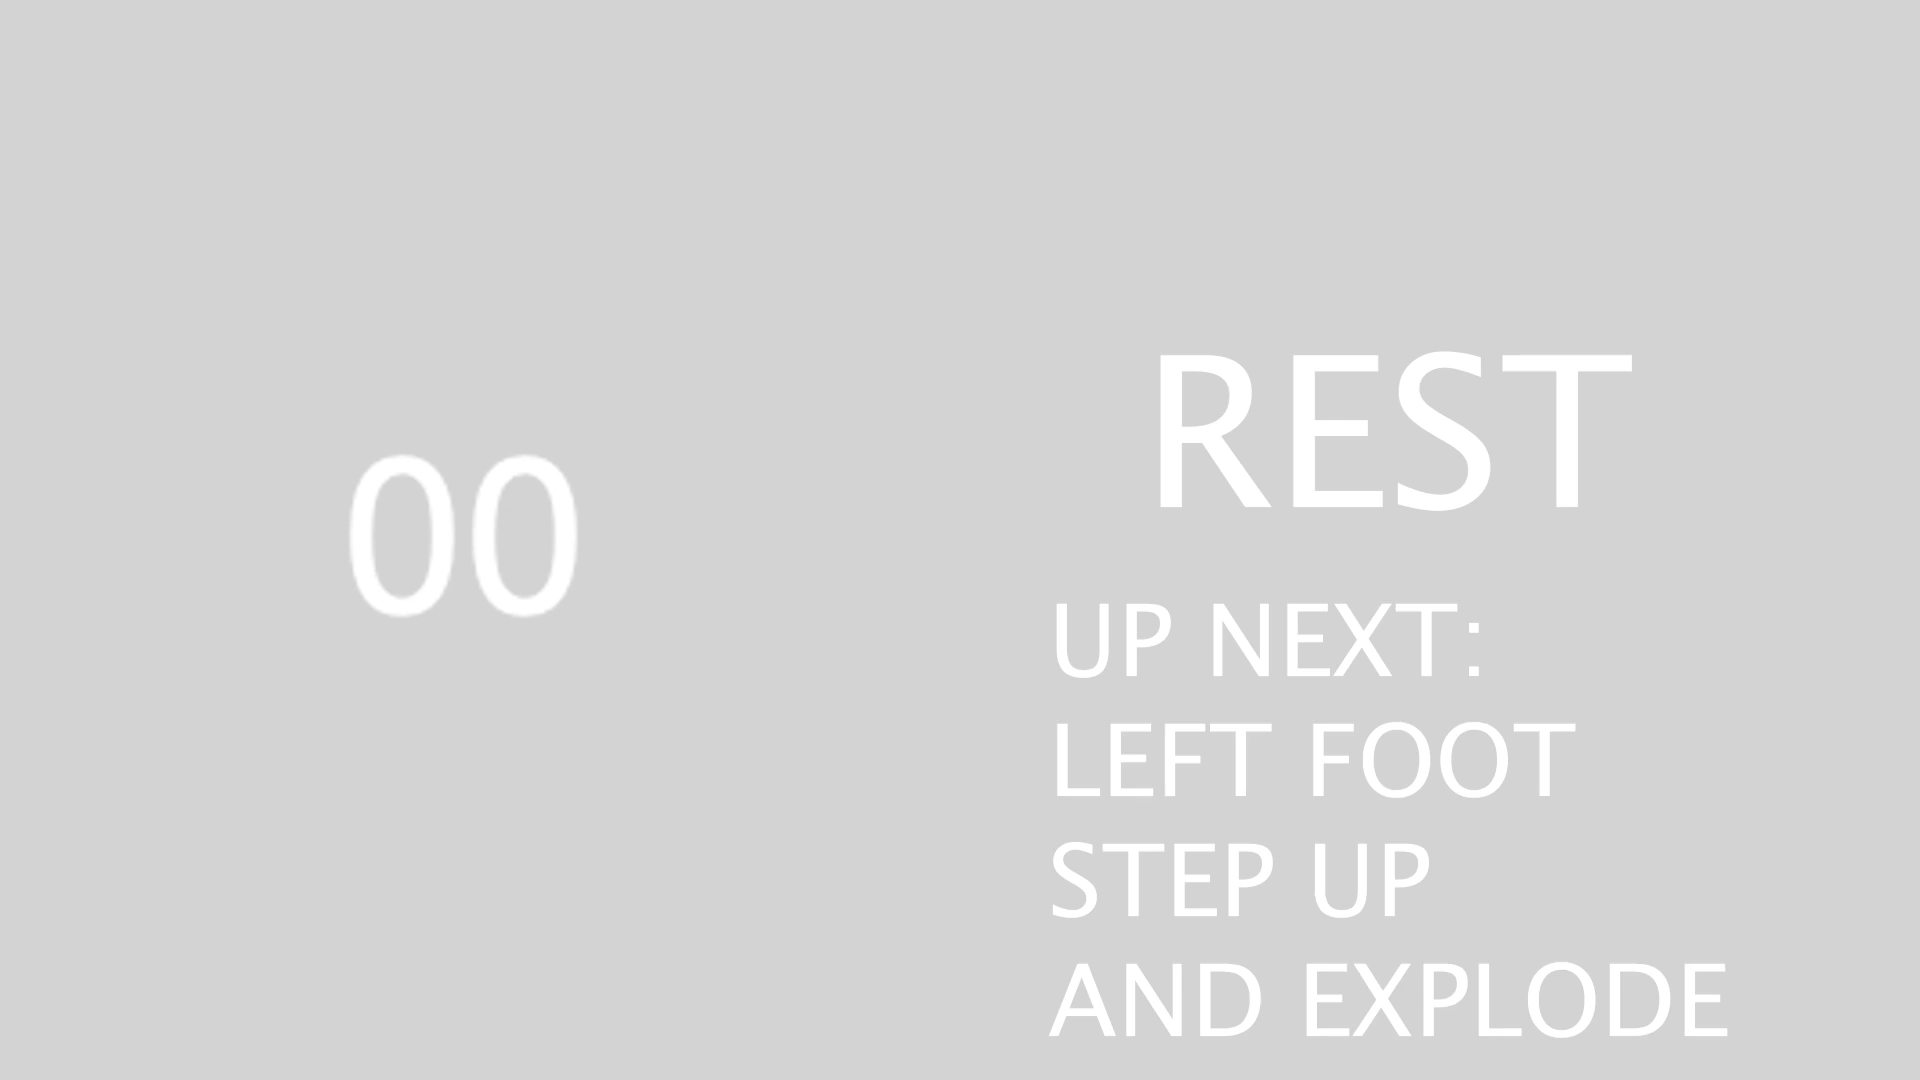 00
REST
UP NEXT:
LEFT FOOT
STEP UP
AND EXPLODE